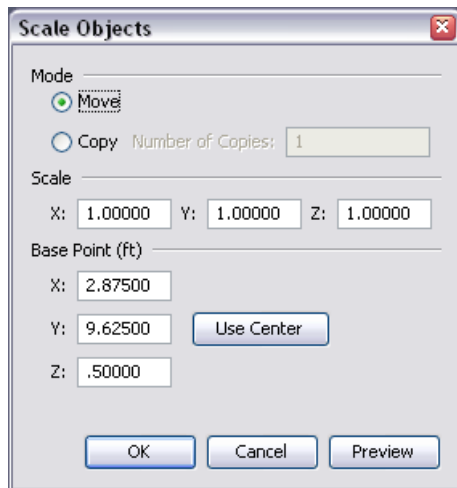 Scale Objects
Mode
Move
Copy Number of Copies: 1
Scale
X: 1.00000 Y: 1.00000 Z: 1.00000
Base Point (ft)
X: 2.87500
Y: 9.62500 Use Center
Z: .50000
OK Cancel Preview